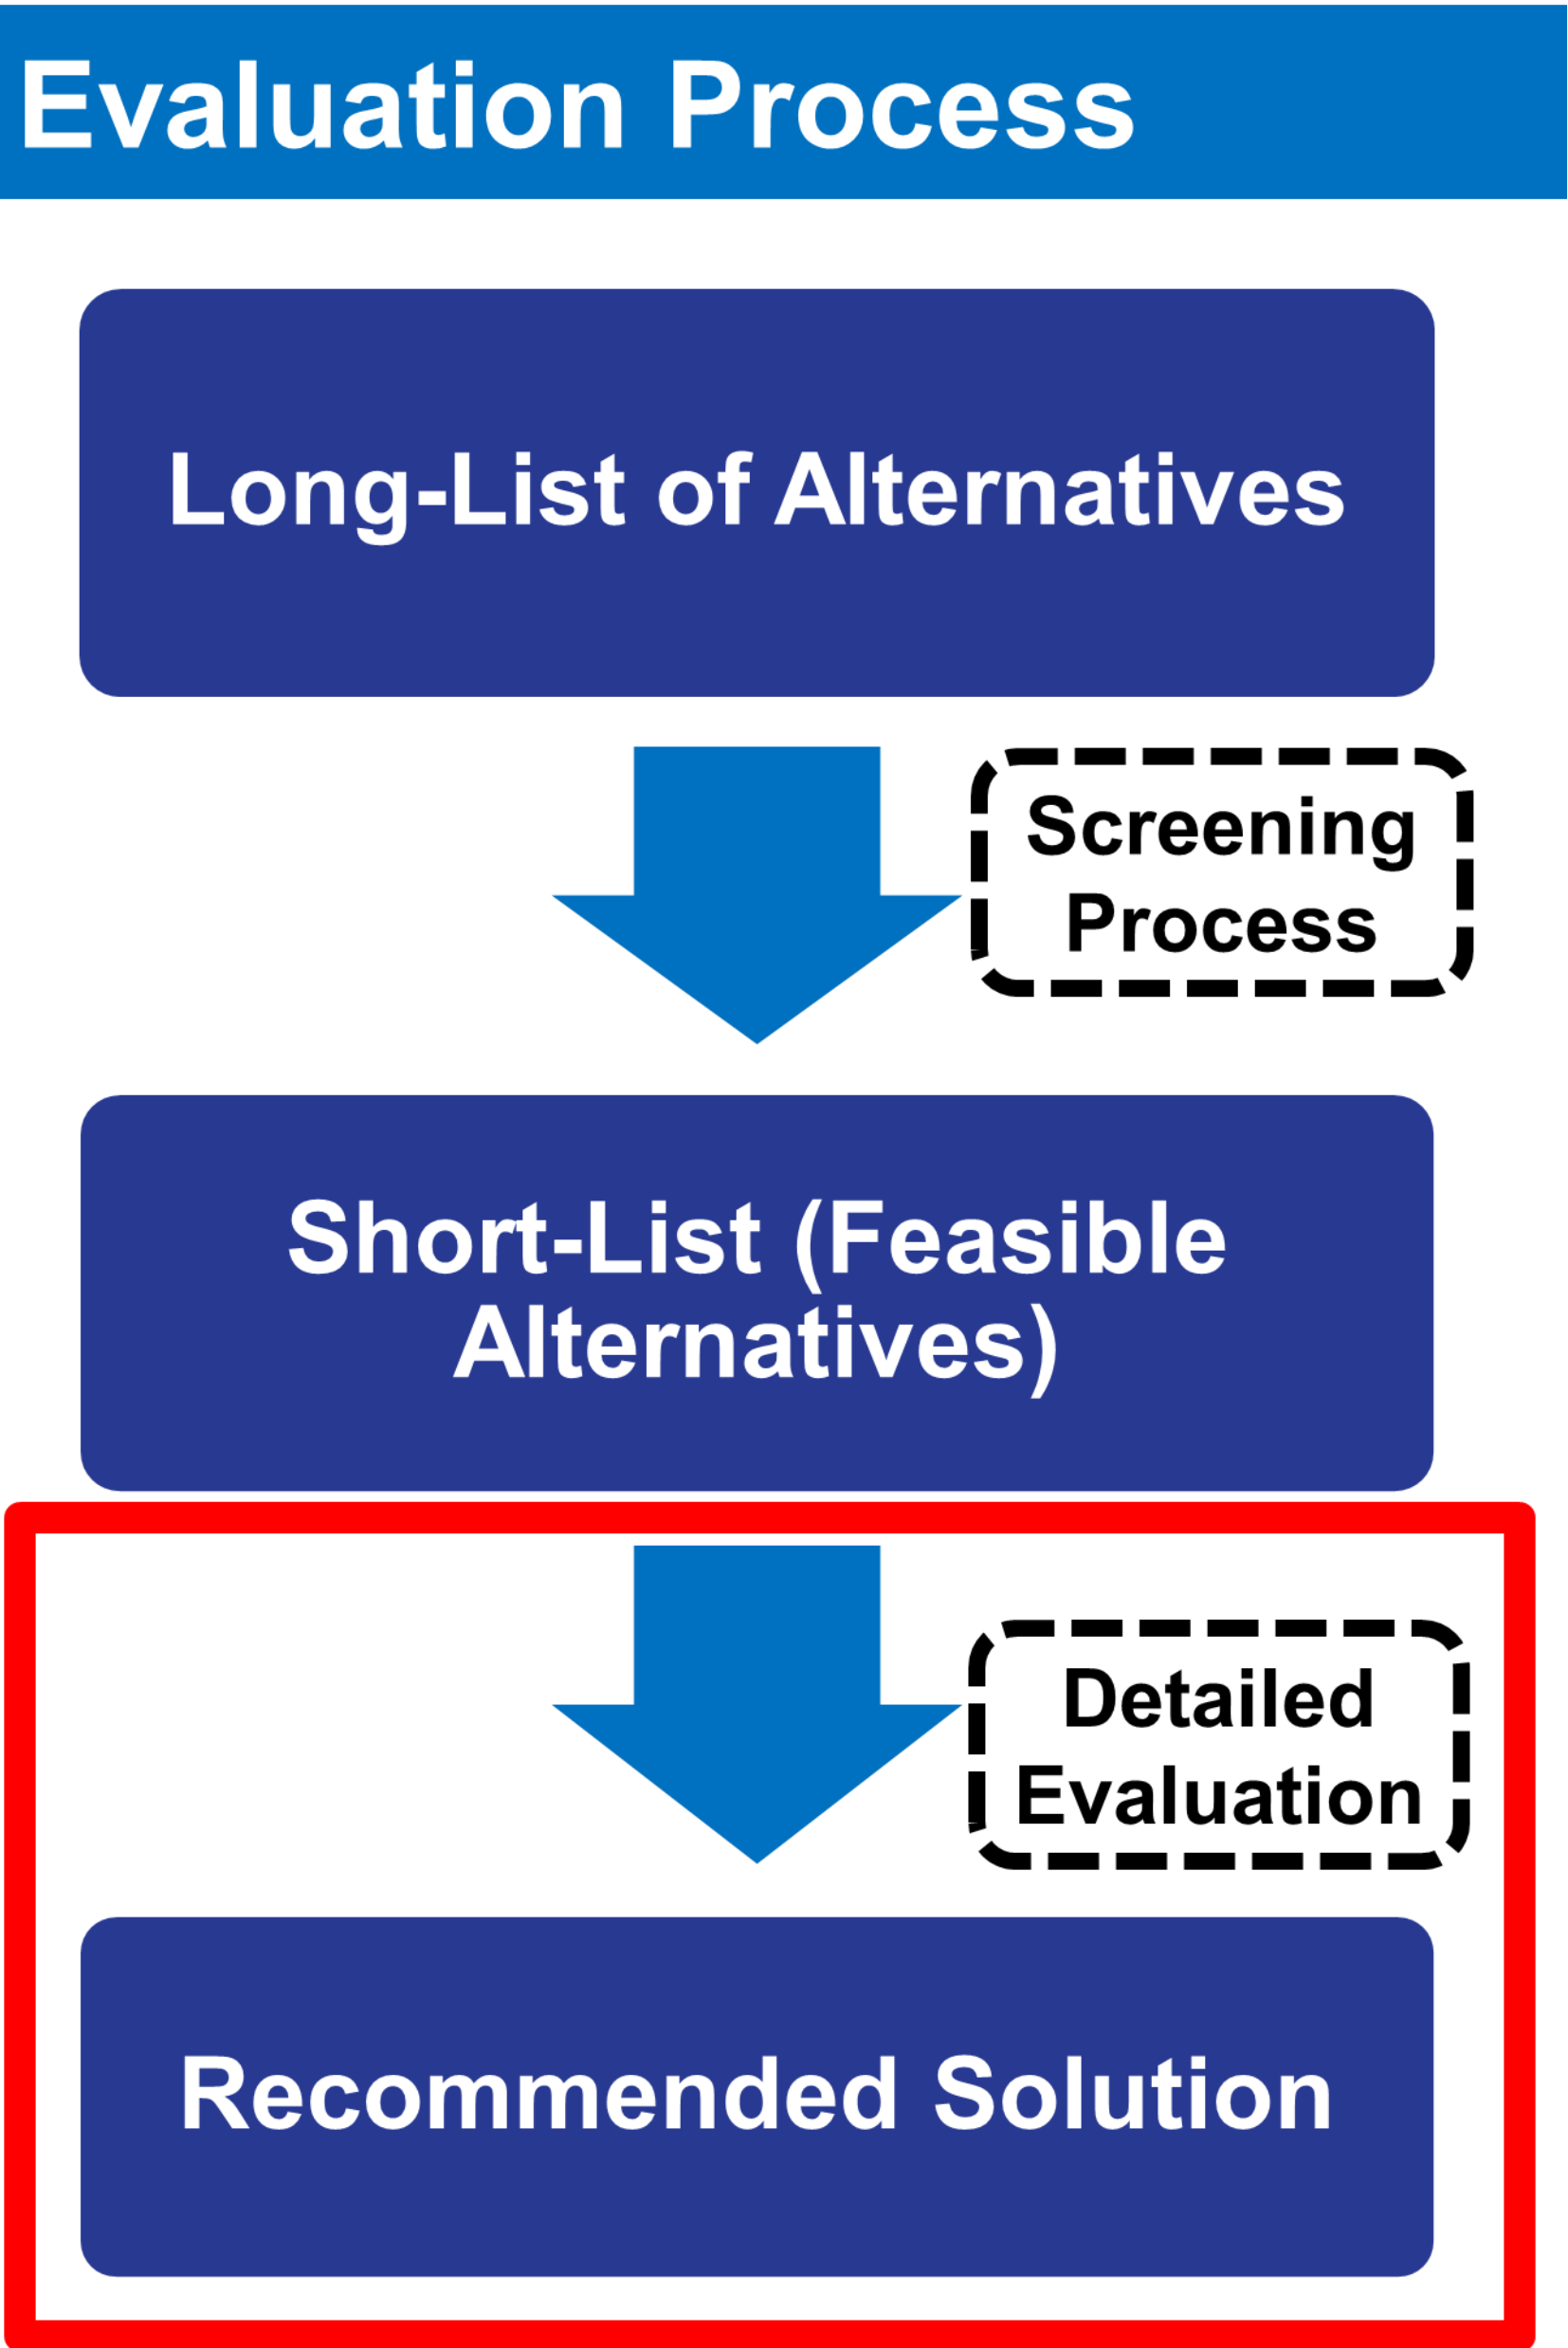 Evaluation Process
Long-List of Alternatives
Screening
Process
Short-List (Feasible
Alternatives)
Detailed
Evaluation
Recommended Solution